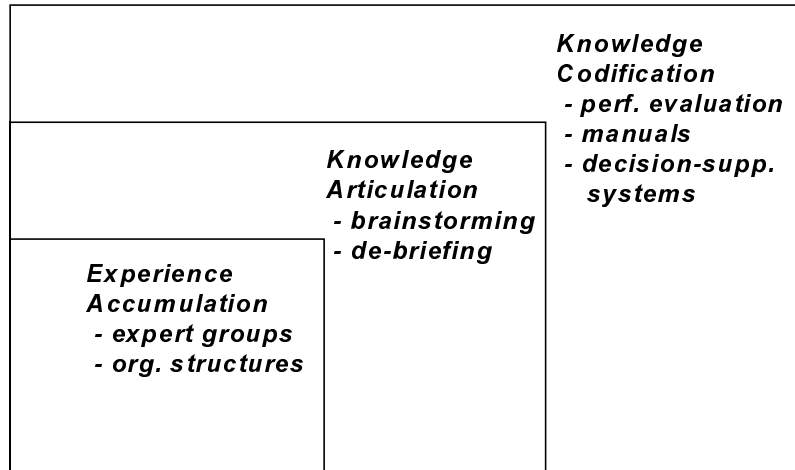 Knowledge
Codification
- perf. evaluation
- manuals
- decision-supp.
systems
Knowledge
Articulation
- brainstorming
- de-briefing
Experience
Accumulation
- expert groups
- org. structures